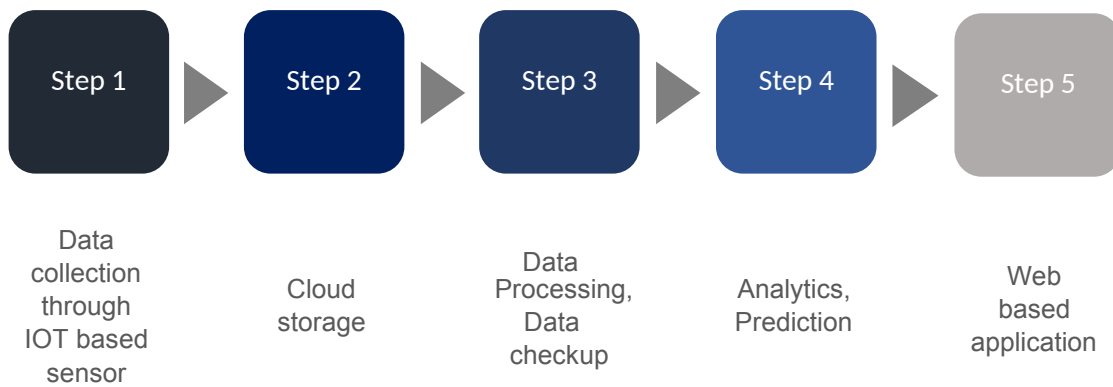 Step 1
Step 2
Step 3
Step 4
Step 5
Data
collection
through
IOT based
sensor
Cloud
storage
Data
Processing,
Data
checkup
Analytics,
Prediction
Web
based
application